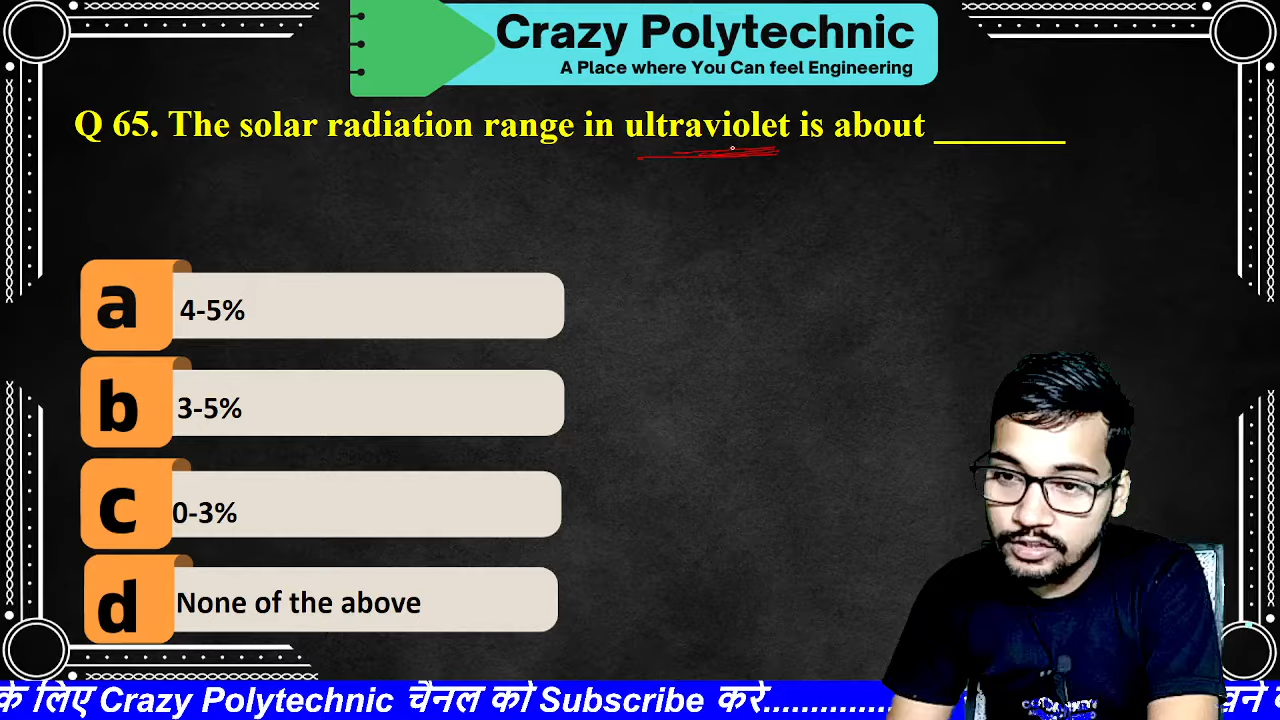 Crazy Polytechnic
A Place where You Can feel Engineering
Q 65. The solar radiation range in ultraviolet is about _______
a 4-5%
b 3-5%
c 0-3%
d None of the above
के लिए Crazy Polytechnic चैनल को Subscribe करे..............